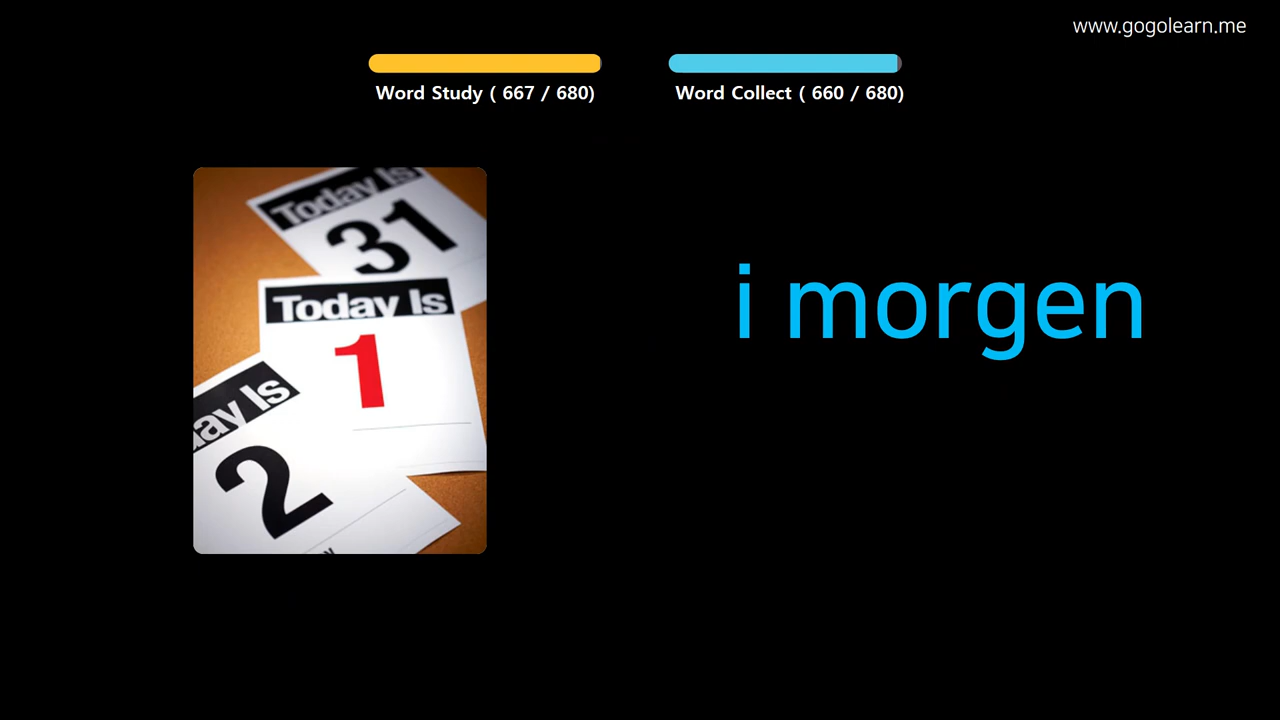 www.gogolearn.me
Word Study ( 667 / 680)
Word Collect ( 660 / 680)
Today Is
31
Today Is
1
ay Is
2
i morgen